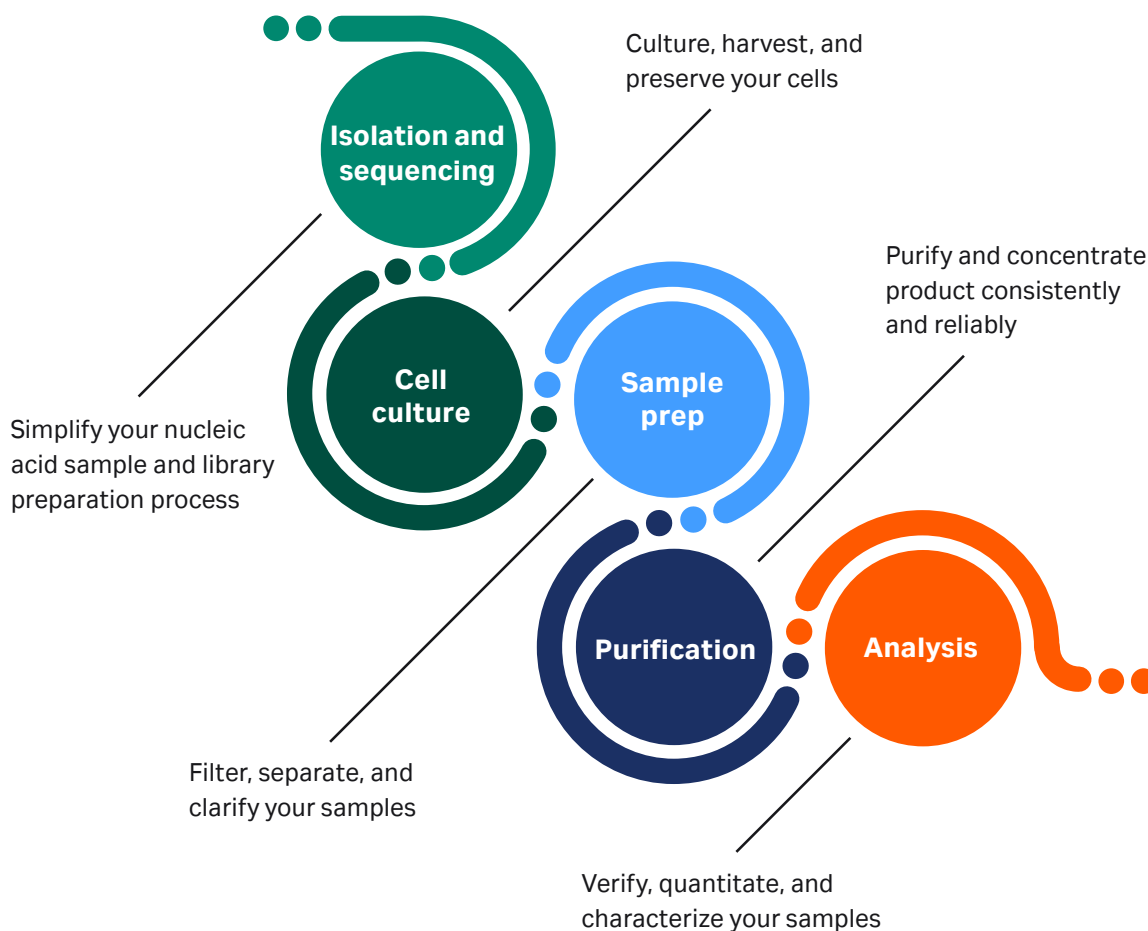 Culture, harvest, and
preserve your cells
Isolation and
sequencing
Purify and concentrate
product consistently
and reliably
Cell
culture
Sample
prep
Simplify your nucleic
acid sample and library
preparation process
Purification
Analysis
Filter, separate, and
clarify your samples
Verify, quantitate, and
characterize your samples